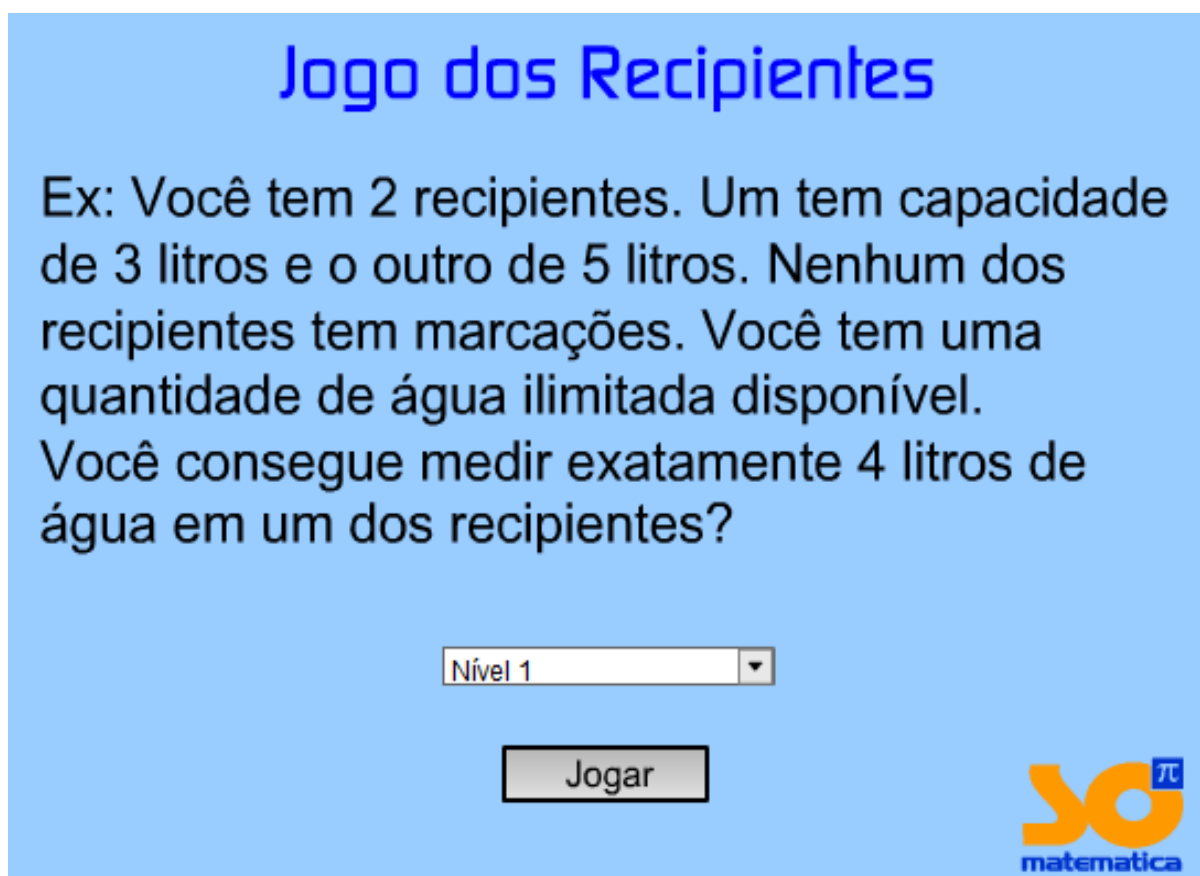 Jogo dos Recipientes
Ex: Você tem 2 recipientes. Um tem capacidade
de 3 litros e o outro de 5 litros. Nenhum dos
recipientes tem marcações. Você tem uma
quantidade de água ilimitada disponível.
Você consegue medir exatamente 4 litros de
água em um dos recipientes?
Nível 1
Jogar
SO π
matematica